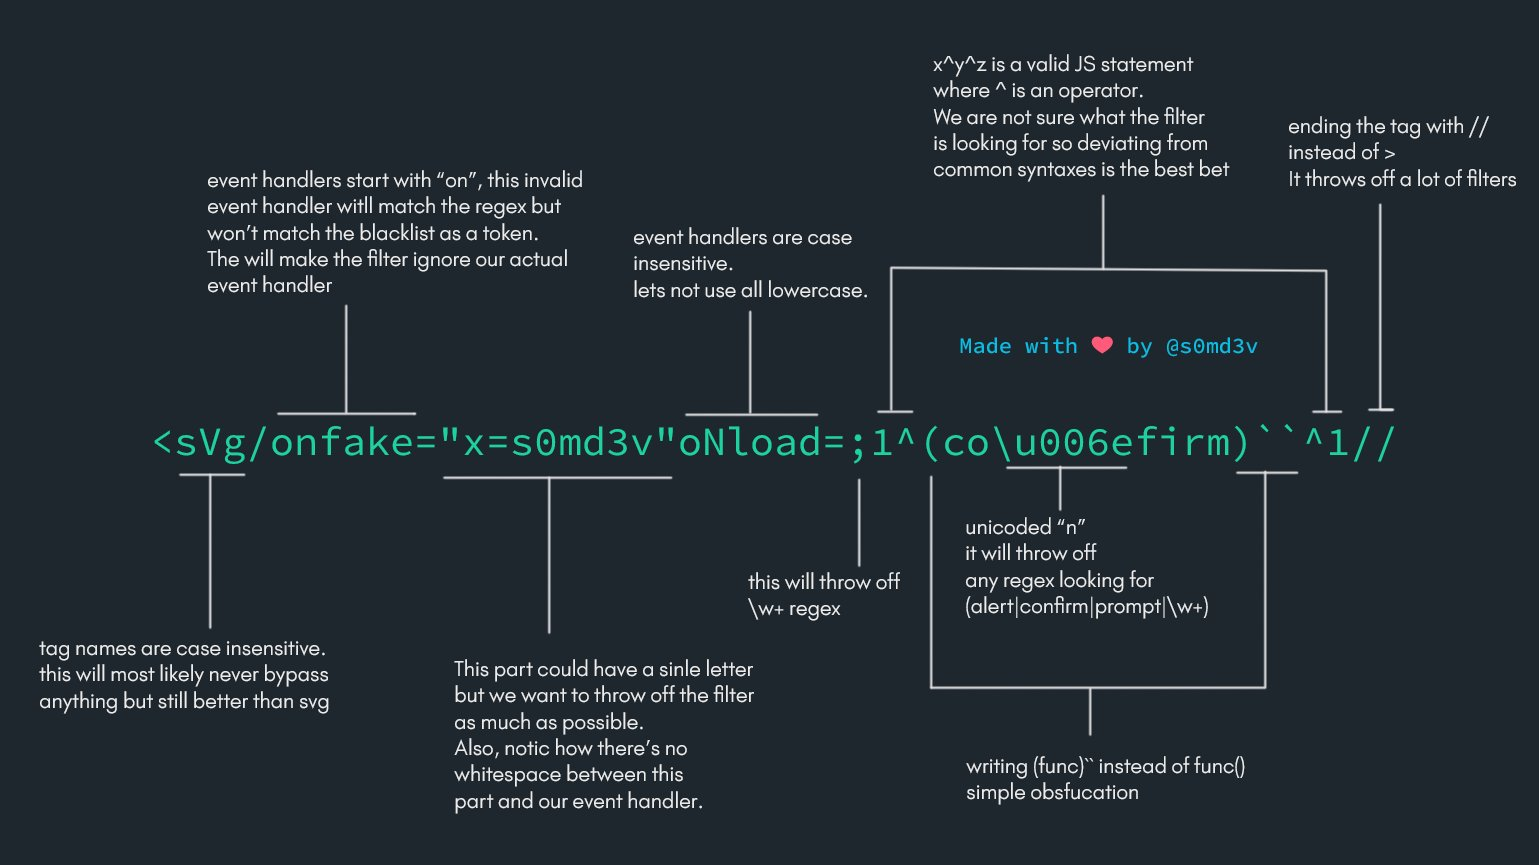 x^y^z is a valid JS statement
where ^ is an operator.
We are not sure what the filter
is looking for so deviating from
common syntaxes is the best bet
ending the tag with //
instead of >
It throws off a lot of filters
event handlers start with “on”, this invalid
event handler witll match the regex but
won’t match the blacklist as a token.
The will make the filter ignore our actual
event handler
event handlers are case
insensitive.
lets not use all lowercase.
Made with ❤ by @s0md3v
<sVg/onfake="x=s0md3v"oNload=;1^(co\u006efirm)``^1//
tag names are case insensitive.
this will most likely never bypass
anything but still better than svg
This part could have a sinle letter
but we want to throw off the filter
as much as possible.
Also, notic how there’s no
whitespace between this
part and our event handler.
this will throw off
\w+ regex
unicoded “n”
it will throw off
any regex looking for
(alert|confirm|prompt|\w+)
writing (func)`` instead of func()
simple obsfucation